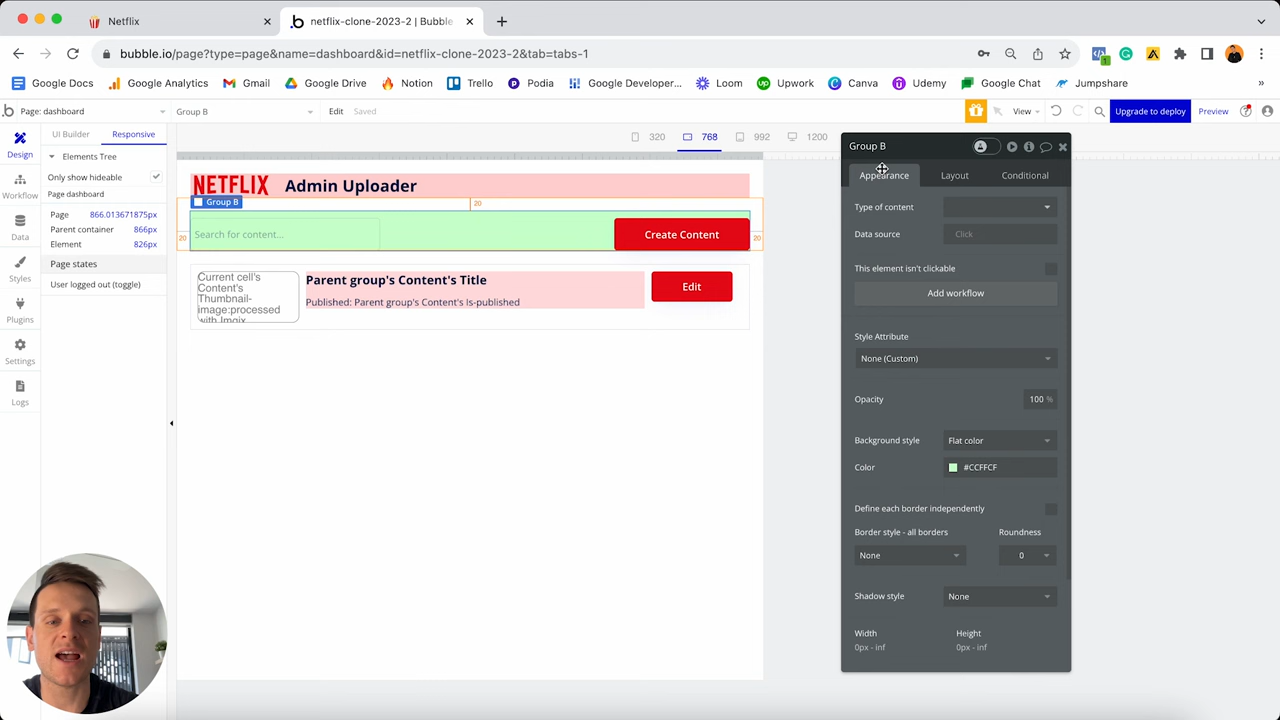 Netflix
netflix-clone-2023-2 | Bubble
bubble.io/page?type=page&name=dashboard&id=netflix-clone-2023-2&tab=tabs-1
1
Google Docs
Google Analytics
Gmail
Google Drive
Notion
Trello
Podia
Google Developer...
Loom
Upwork
Canva
Udemy
Google Chat
Jumpshare
»
Page: dashboard
Group B
Edit
Saved
View
Upgrade to deploy
Preview
Design
Workflow
Data
Styles
Plugins
Settings
Logs
UI Builder
Responsive
Elements Tree
Only show hideable
Page dashboard
Page 866.013671875px
Parent container 866px
Element 826px
Page states
User logged out (toggle)
320
768
992
1200
NETFLIX
Admin Uploader
Group B
20
20
20
Search for content...
Create Content
Current cell's
Content's
Thumbnail-
image:processed
with Imgix
Parent group's Content's Title
Published: Parent group's Content's is-published
Edit
Group B
Appearance
Layout
Conditional
Type of content
Data source
Click
This element isn't clickable
Add workflow
Style Attribute
None (Custom)
Opacity
100 %
Background style
Flat color
Color
#CCFFCF
Define each border independently
Border style - all borders
Roundness
None
0
Shadow style
None
Width
Height
0px - inf
0px - inf